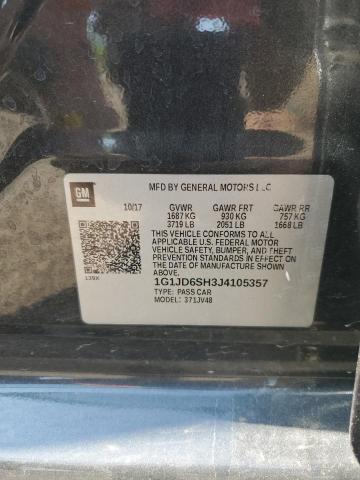 GM
MFD BY GENERAL MOTORS LLC
10/17 GVWR GAWR FRT GAWR RR
1687 KG 930 KG 757 KG
3719 LB 2051 LB 1668 LB
THIS VEHICLE CONFORMS TO ALL
APPLICABLE U.S. FEDERAL MOTOR
VEHICLE SAFETY, BUMPER, AND THEFT
PREVENTION STANDARDS IN EFFECT ON
THE DATE OF MANUFACTURE SHOWN
ABOVE.
1G1JD6SH3J4105357
TYPE: PASS CAR
MODEL: 371JV48